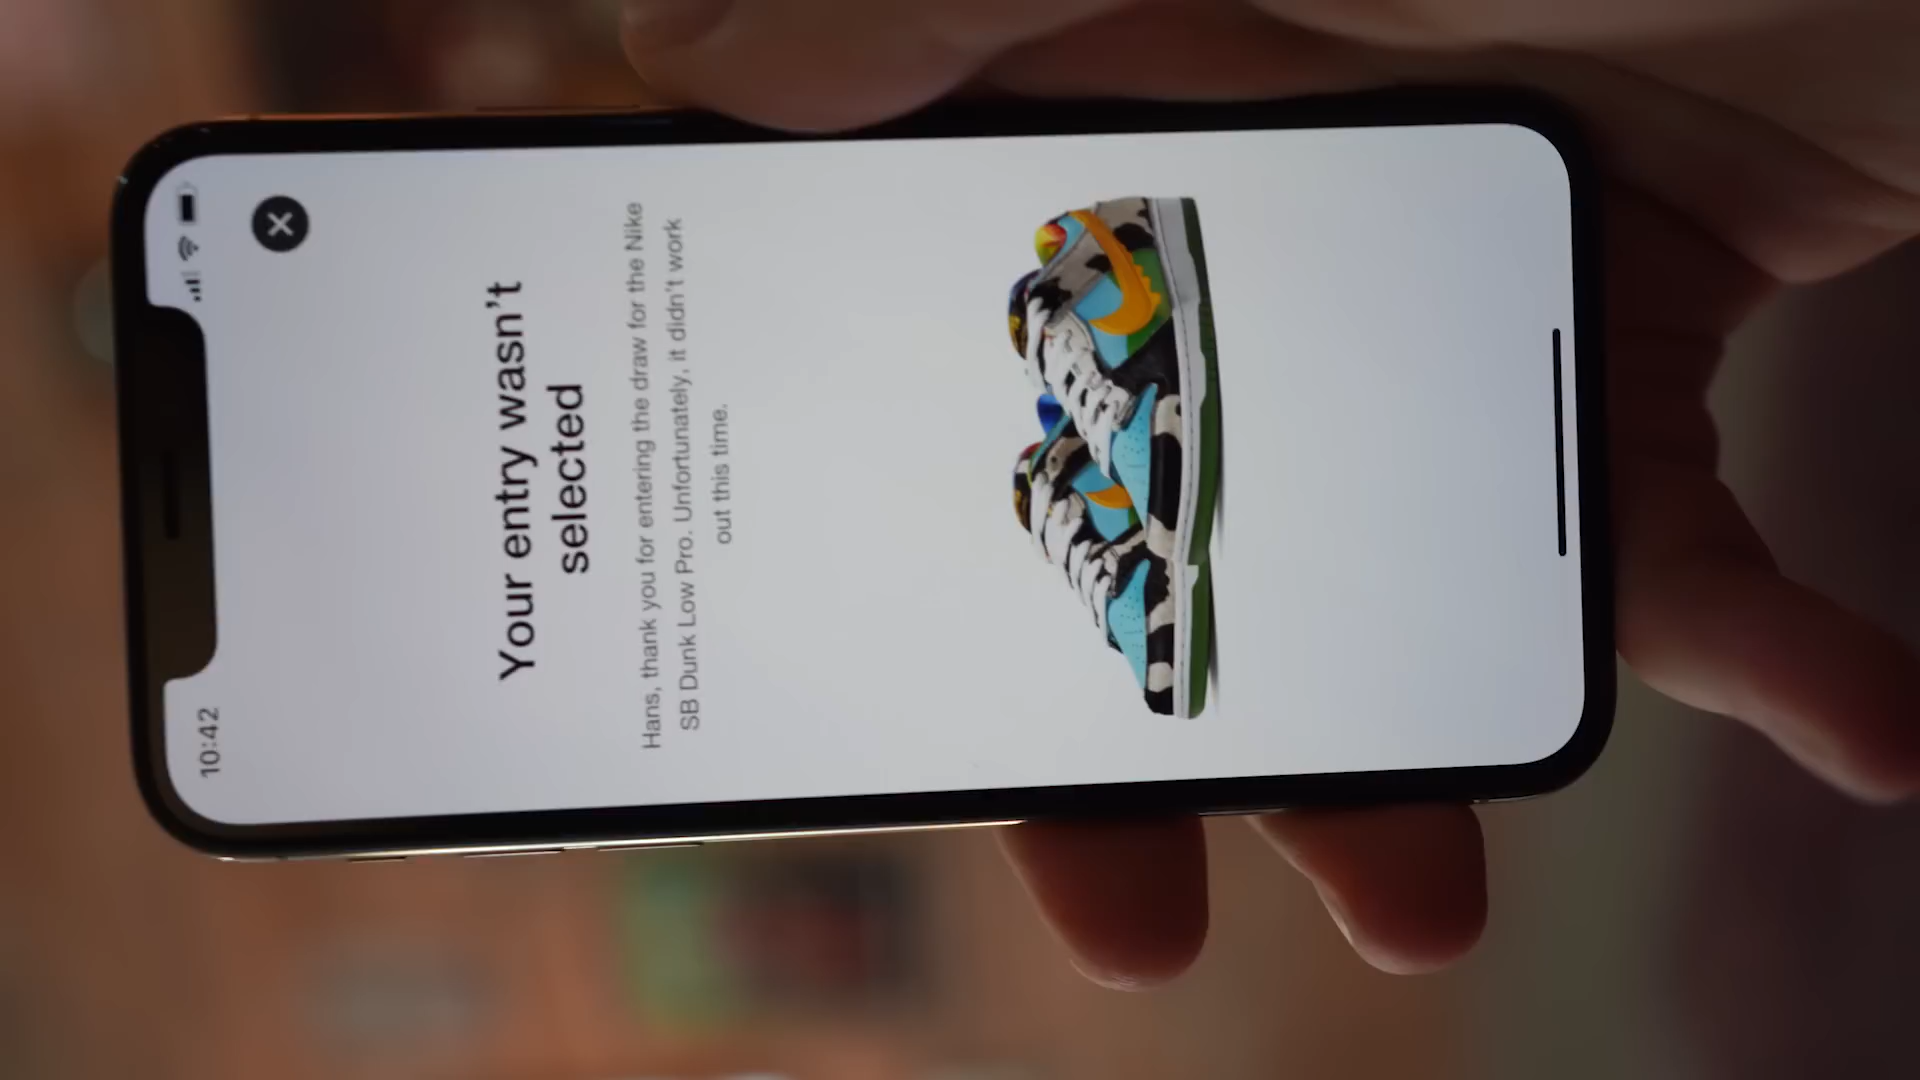 10:42
Your entry wasn't
selected
Hans, thank you for entering the draw for the Nike
SB Dunk Low Pro. Unfortunately, it didn't work
out this time.